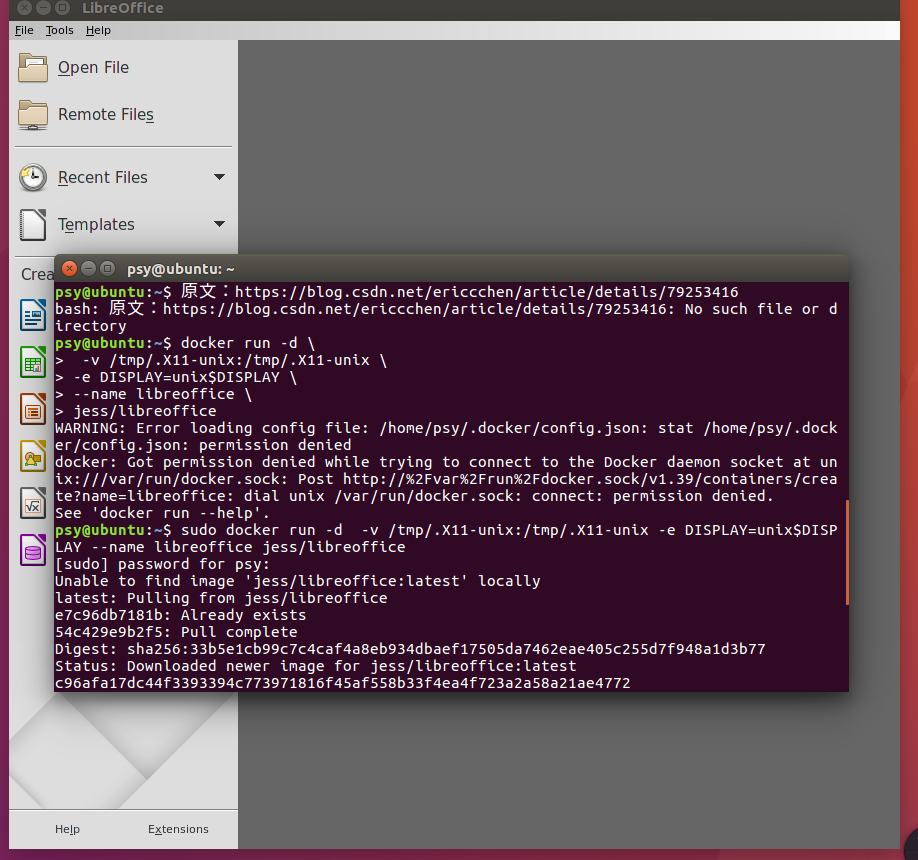 LibreOffice
File Tools Help
Open File
Remote Files
Recent Files
Templates
Crea
psy@ubuntu: ~
psy@ubuntu:~$ 原文：https://blog.csdn.net/ericcchen/article/details/79253416
bash: 原文：https://blog.csdn.net/ericcchen/article/details/79253416: No such file or d
irectory
psy@ubuntu:~$ docker run -d \
>  -v /tmp/.X11-unix:/tmp/.X11-unix \
> -e DISPLAY=unix$DISPLAY \
> --name libreoffice \
> jess/libreoffice
WARNING: Error loading config file: /home/psy/.docker/config.json: stat /home/psy/.dock
er/config.json: permission denied
docker: Got permission denied while trying to connect to the Docker daemon socket at un
ix:///var/run/docker.sock: Post http://%2Fvar%2Frun%2Fdocker.sock/v1.39/containers/crea
te?name=libreoffice: dial unix /var/run/docker.sock: connect: permission denied.
See 'docker run --help'.
psy@ubuntu:~$ sudo docker run -d  -v /tmp/.X11-unix:/tmp/.X11-unix -e DISPLAY=unix$DISP
LAY --name libreoffice jess/libreoffice
[sudo] password for psy:
Unable to find image 'jess/libreoffice:latest' locally
latest: Pulling from jess/libreoffice
e7c96db7181b: Already exists
54c429e9b2f5: Pull complete
Digest: sha256:33b5e1cb99c7c4caf4a8eb934dbaef17505da7462eae405c255d7f948a1d3b77
Status: Downloaded newer image for jess/libreoffice:latest
c96afa17dc44f3393394c773971816f45af558b33f4ea4f723a2a58a21ae4772
Help Extensions